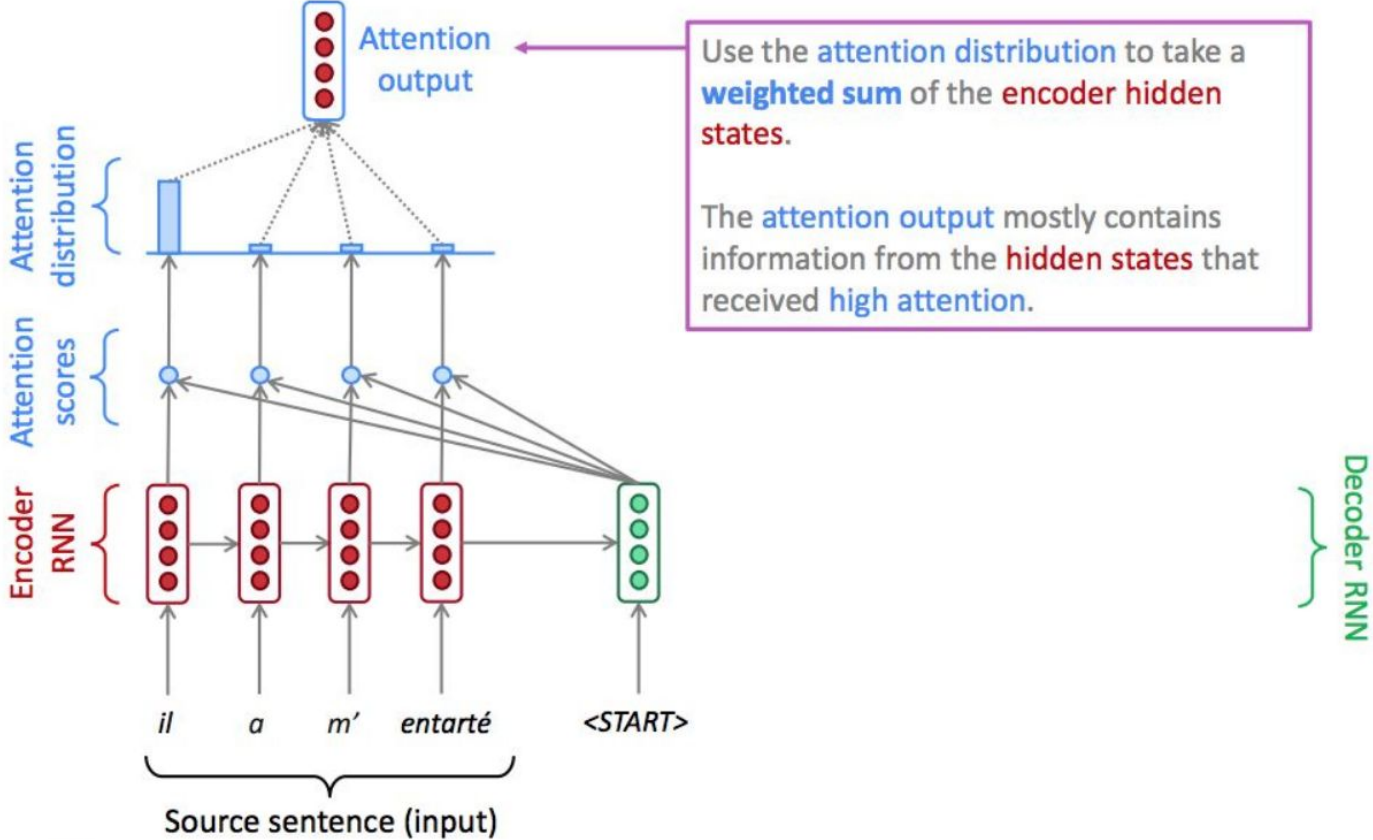 Attention
output
Use the attention distribution to take a
weighted sum of the encoder hidden
states.
The attention output mostly contains
information from the hidden states that
received high attention.
Attention
distribution
Attention
scores
Encoder
RNN
Decoder RNN
il a m' entarté <START>
Source sentence (input)